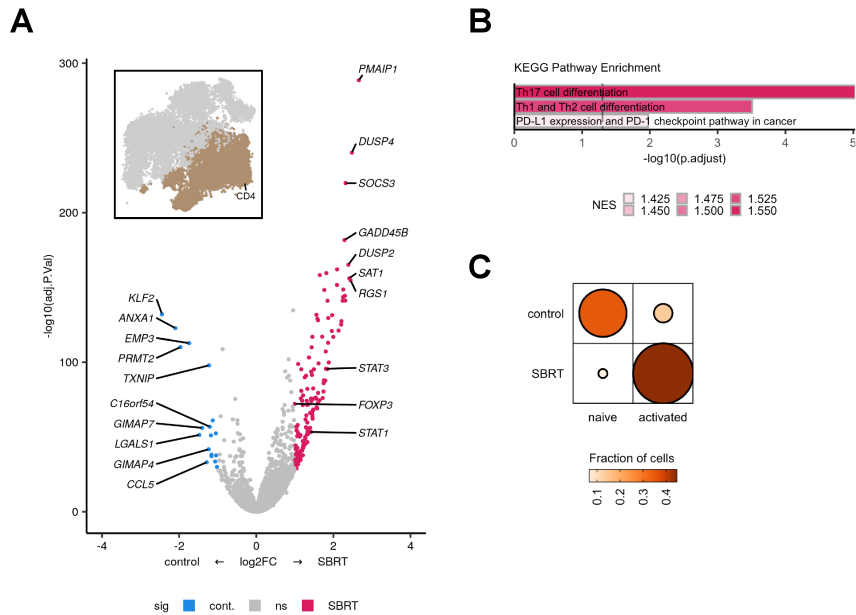 A
-log10(adj.P.Val)
300
200
100
0
CD4
PMAIP1
DUSP4
SOCS3
GADD45B
DUSP2
SAT1
RGS1
STAT3
FOXP3
STAT1
KLF2
ANXA1
EMP3
PRMT2
TXNIP
C16orf54
GIMAP7
LGALS1
GIMAP4
CCL5
-4 -2 0 2 4
control ← log2FC → SBRT
sig cont. ns SBRT
B
KEGG Pathway Enrichment
Th17 cell differentiation
Th1 and Th2 cell differentiation
PD-L1 expression and PD-1 checkpoint pathway in cancer
0 1 2 3 4 5
-log10(p.adjust)
NES 1.425 1.475 1.525
1.450 1.500 1.550
C
control
SBRT
naive activated
Fraction of cells
0.1 0.2 0.3 0.4